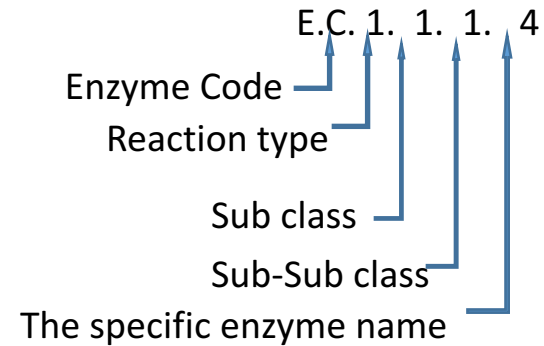 E.C. 1. 1. 1. 4
Enzyme Code
Reaction type
Sub class
Sub-Sub class
The specific enzyme name